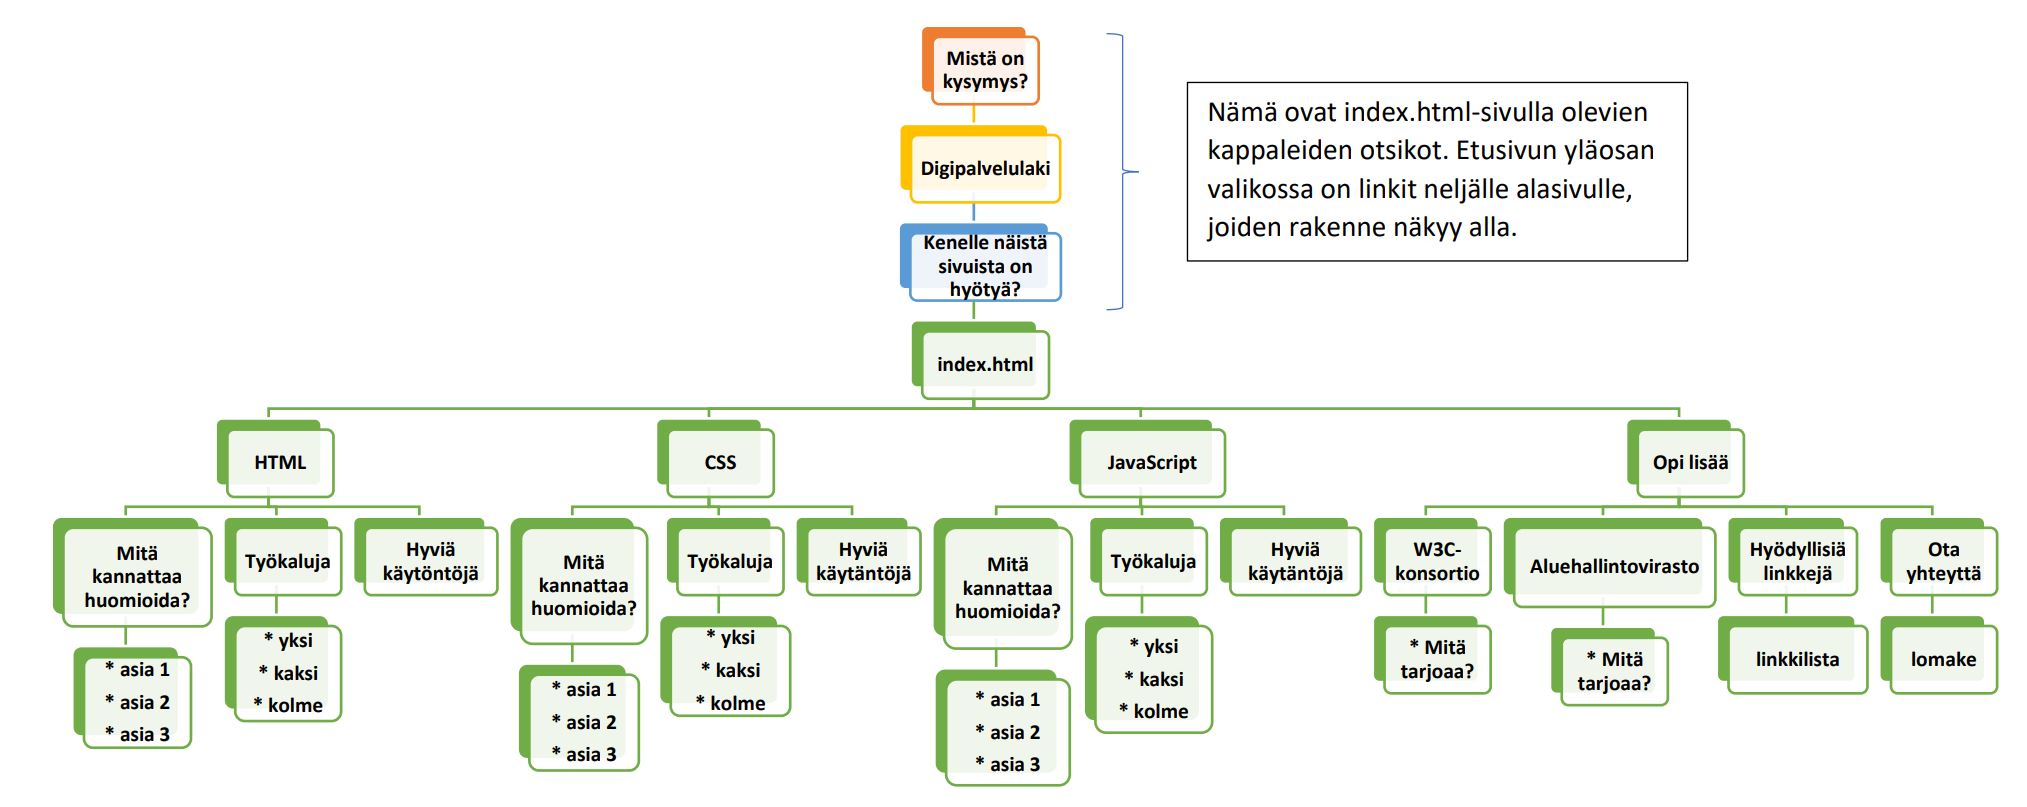 Mistä on
kysymys?
Nämä ovat index.html-sivulla olevien
kappaleiden otsikot. Etusivun yläosan
valikossa on linkit neljälle alasivulle,
joiden rakenne näkyy alla.
Digipalvelulaki
Kenelle näistä
sivuista on
hyötyä?
index.html
HTML
CSS
JavaScript
Opi lisää
Mitä
kannattaa
huomioida?
Työkaluja
Hyviä
käytöntöjä
Mitä
kannattaa
huomioida?
Työkaluja
Hyviä
käytäntöjä
Mitä
kannattaa
huomioida?
Työkaluja
Hyviä
käytäntöjä
W3C-
konsortio
Aluehallintovirasto
Hyödyllisiä
linkkejä
Ota
yhteyttä
* asia 1
* asia 2
* asia 3
* yksi
* kaksi
* kolme
* asia 1
* asia 2
* asia 3
* yksi
* kaksi
* kolme
* asia 1
* asia 2
* asia 3
* yksi
* kaksi
* kolme
* Mitä
tarjoaa?
* Mitä
tarjoaa?
linkkilista
lomake